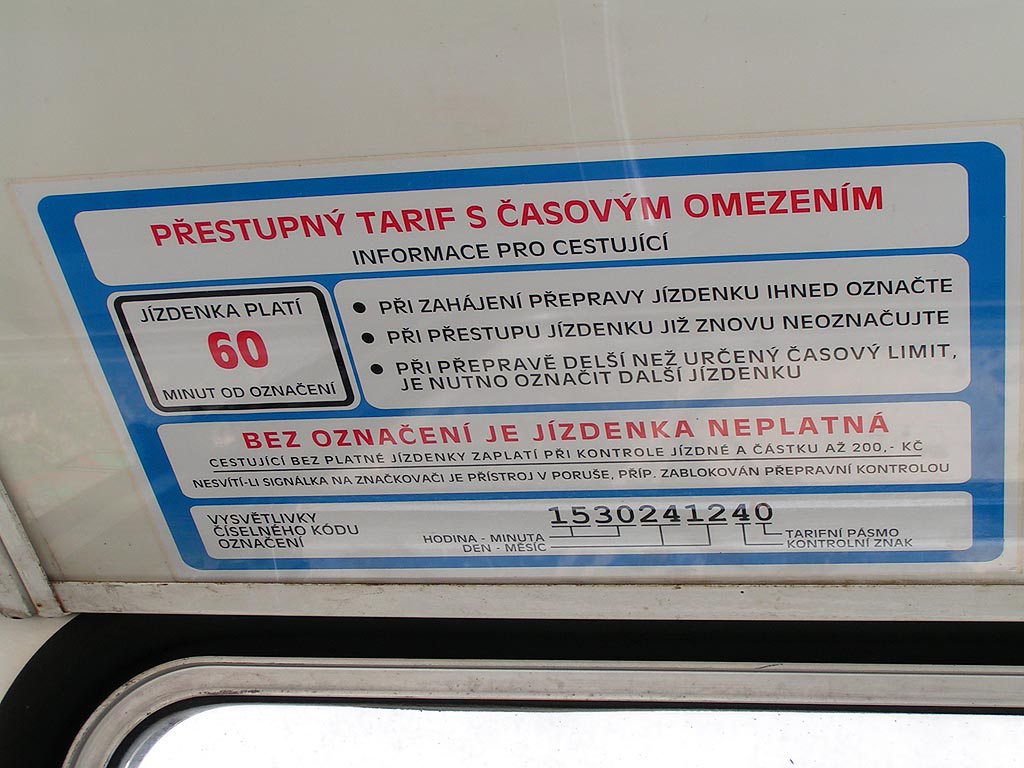 PŘESTUPNÝ TARIF S ČASOVÝM OMEZENÍM
INFORMACE PRO CESTUJÍCÍ
JÍZDENKA PLATÍ
60
MINUT OD OZNAČENÍ
● PŘI ZAHÁJENÍ PŘEPRAVY JÍZDENKU IHNED OZNAČTE
● PŘI PŘESTUPU JÍZDENKU JIŽ ZNOVU NEOZNAČUJTE
● PŘI PŘEPRAVĚ DELŠÍ NEŽ URČENÝ ČASOVÝ LIMIT,
JE NUTNO OZNAČIT DALŠÍ JÍZDENKU
BEZ OZNAČENÍ JE JÍZDENKA NEPLATNÁ
CESTUJÍCÍ BEZ PLATNÉ JÍZDENKY ZAPLATÍ PŘI KONTROLE JÍZDNÉ A ČÁSTKU AŽ 200,- KČ
NESVÍTÍ-LI SIGNÁLKA NA ZNAČKOVAČI JE PŘÍSTROJ V PORUŠE, PŘÍP. ZABLOKOVÁN PŘEPRAVNÍ KONTROLOU
VYSVĚTLIVKY
ČÍSELNÉHO KÓDU
OZNAČENÍ
15302412 40
HODINA - MINUTA
DEN - MĚSÍC
TARIFNÍ PÁSMO
KONTROLNÍ ZNAK